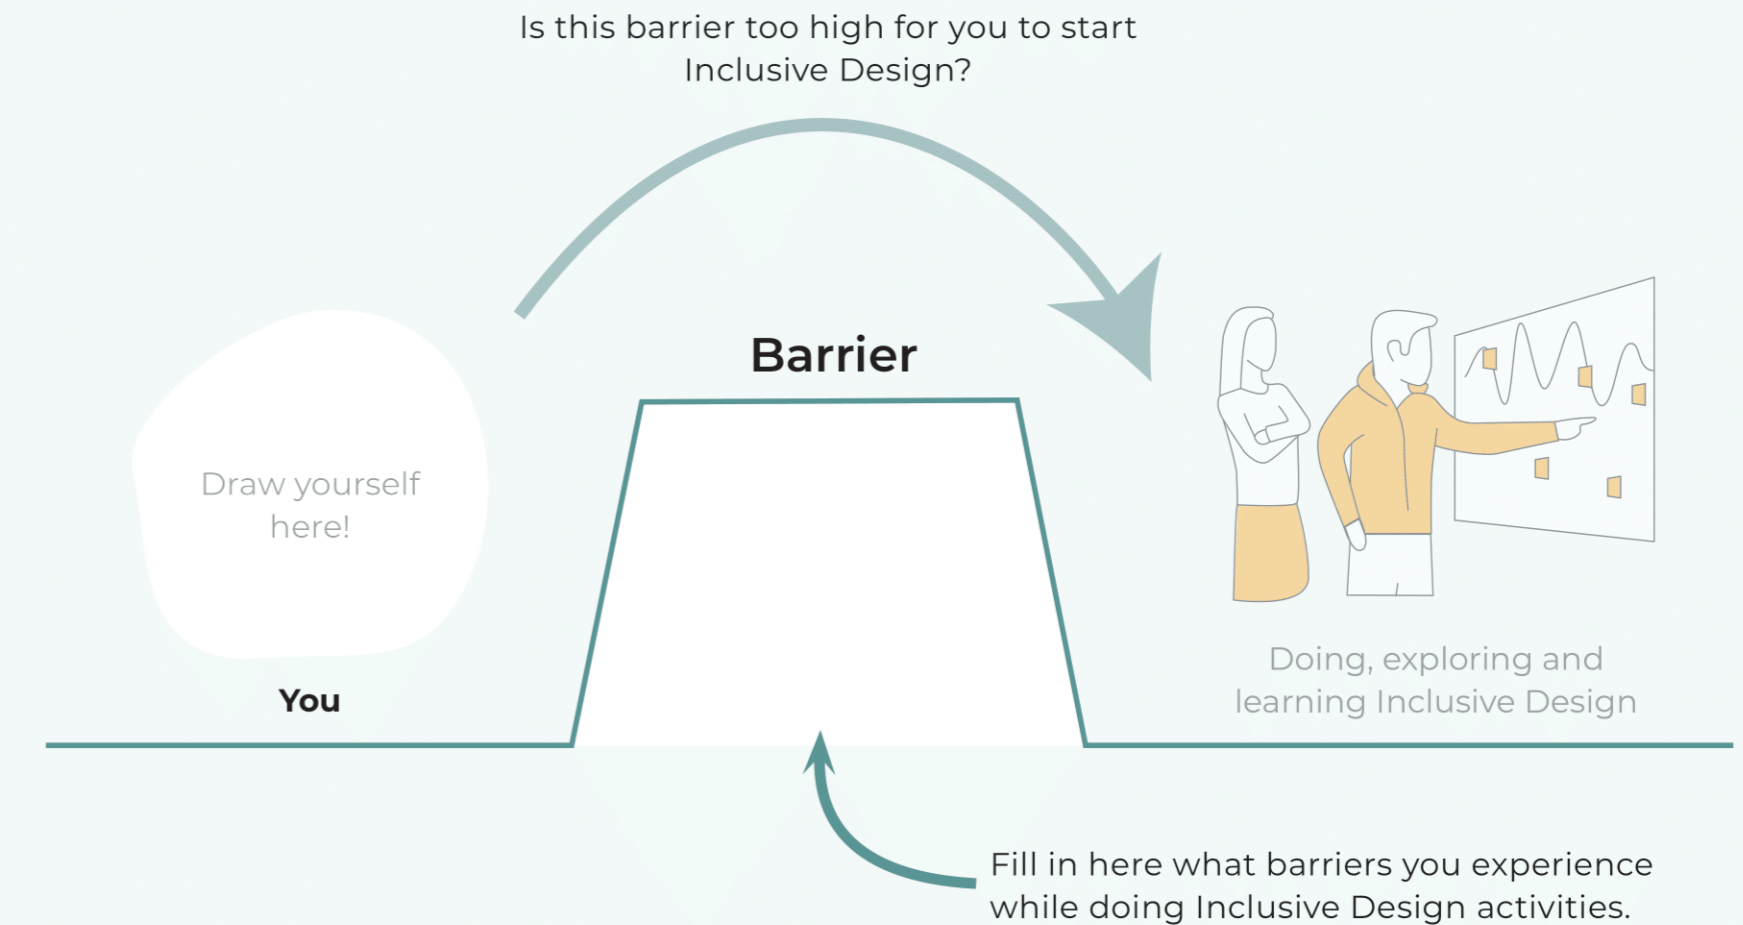 Is this barrier too high for you to start
Inclusive Design?
Barrier
Draw yourself
here!
You
Doing, exploring and
learning Inclusive Design
Fill in here what barriers you experience
while doing Inclusive Design activities.